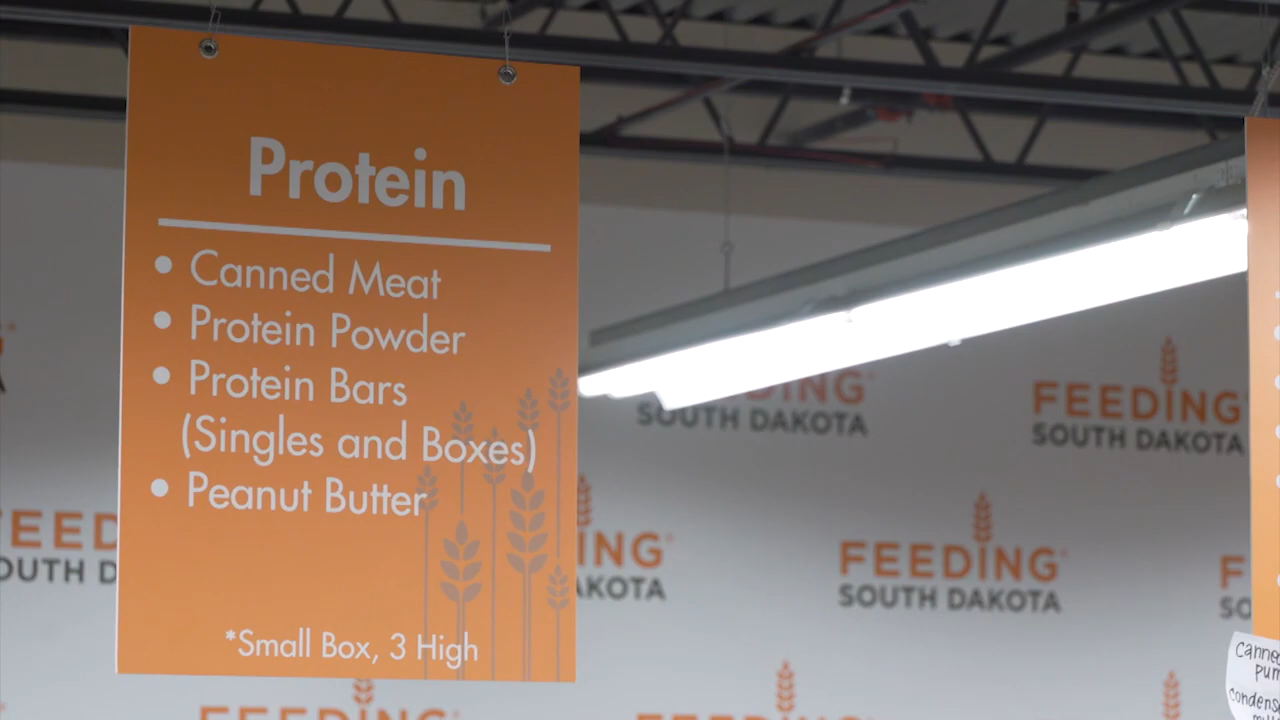 Protein
• Canned Meat
• Protein Powder
• Protein Bars
(Singles and Boxes)
• Peanut Butter
*Small Box, 3 High
SOUTH DAKOTA
FEEDING
SOUTH DAKOTA
FEEDING
SOUTH DAKOTA